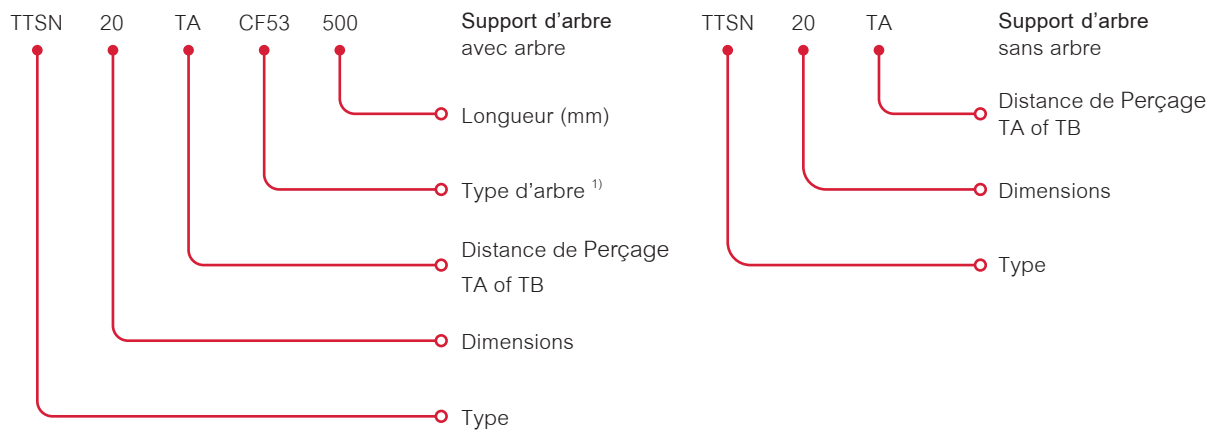 TTSN 20 TA CF53 500
Support d’arbre
avec arbre
Longueur (mm)
Type d’arbre 1)
Distance de Perçage
TA of TB
Dimensions
Type
TTSN 20 TA
Support d’arbre
sans arbre
Distance de Perçage
TA of TB
Dimensions
Type